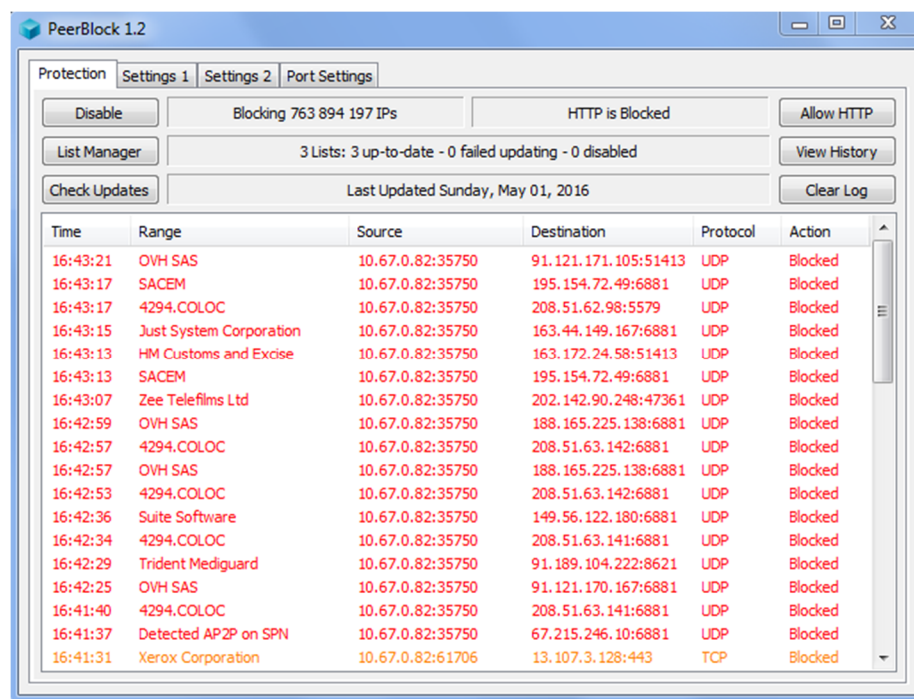 PeerBlock 1.2
Protection Settings 1 Settings 2 Port Settings
Disable Blocking 763 894 197 IPs HTTP is Blocked Allow HTTP
List Manager 3 Lists: 3 up-to-date - 0 failed updating - 0 disabled View History
Check Updates Last Updated Sunday, May 01, 2016 Clear Log
Time Range Source Destination Protocol Action
16:43:21 OVH SAS 10.67.0.82:35750 91.121.171.105:51413 UDP Blocked
16:43:17 SACEM 10.67.0.82:35750 195.154.72.49:6881 UDP Blocked
16:43:17 4294.COLOC 10.67.0.82:35750 208.51.62.98:5579 UDP Blocked
16:43:15 Just System Corporation 10.67.0.82:35750 163.44.149.167:6881 UDP Blocked
16:43:13 HM Customs and Excise 10.67.0.82:35750 163.172.24.58:51413 UDP Blocked
16:43:13 SACEM 10.67.0.82:35750 195.154.72.49:6881 UDP Blocked
16:43:07 Zee Telefilms Ltd 10.67.0.82:35750 202.142.90.248:47361 UDP Blocked
16:42:59 OVH SAS 10.67.0.82:35750 188.165.225.138:6881 UDP Blocked
16:42:57 4294.COLOC 10.67.0.82:35750 208.51.63.142:6881 UDP Blocked
16:42:57 OVH SAS 10.67.0.82:35750 188.165.225.138:6881 UDP Blocked
16:42:53 4294.COLOC 10.67.0.82:35750 208.51.63.142:6881 UDP Blocked
16:42:36 Suite Software 10.67.0.82:35750 149.56.122.180:6881 UDP Blocked
16:42:34 4294.COLOC 10.67.0.82:35750 208.51.63.141:6881 UDP Blocked
16:42:29 Trident Mediguard 10.67.0.82:35750 91.189.104.222:8621 UDP Blocked
16:42:25 OVH SAS 10.67.0.82:35750 91.121.170.167:6881 UDP Blocked
16:41:40 4294.COLOC 10.67.0.82:35750 208.51.63.141:6881 UDP Blocked
16:41:37 Detected AP2P on SPN 10.67.0.82:35750 67.215.246.10:6881 UDP Blocked
16:41:31 Xerox Corporation 10.67.0.82:61706 13.107.3.128:443 TCP Blocked